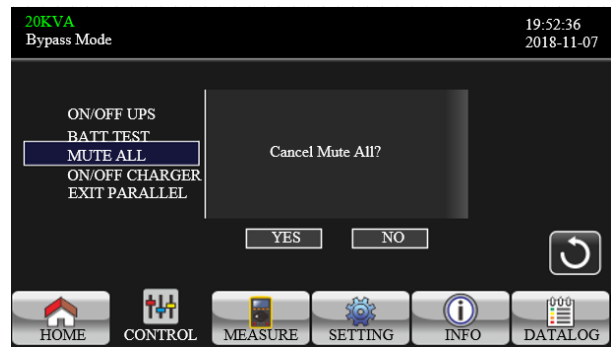 20KVA
Bypass Mode
19:52:36
2018-11-07
ON/OFF UPS
BATT TEST
MUTE ALL
ON/OFF CHARGER
EXIT PARALLEL
Cancel Mute All?
YES
NO
HOME
CONTROL
MEASURE
SETTING
INFO
DATALOG